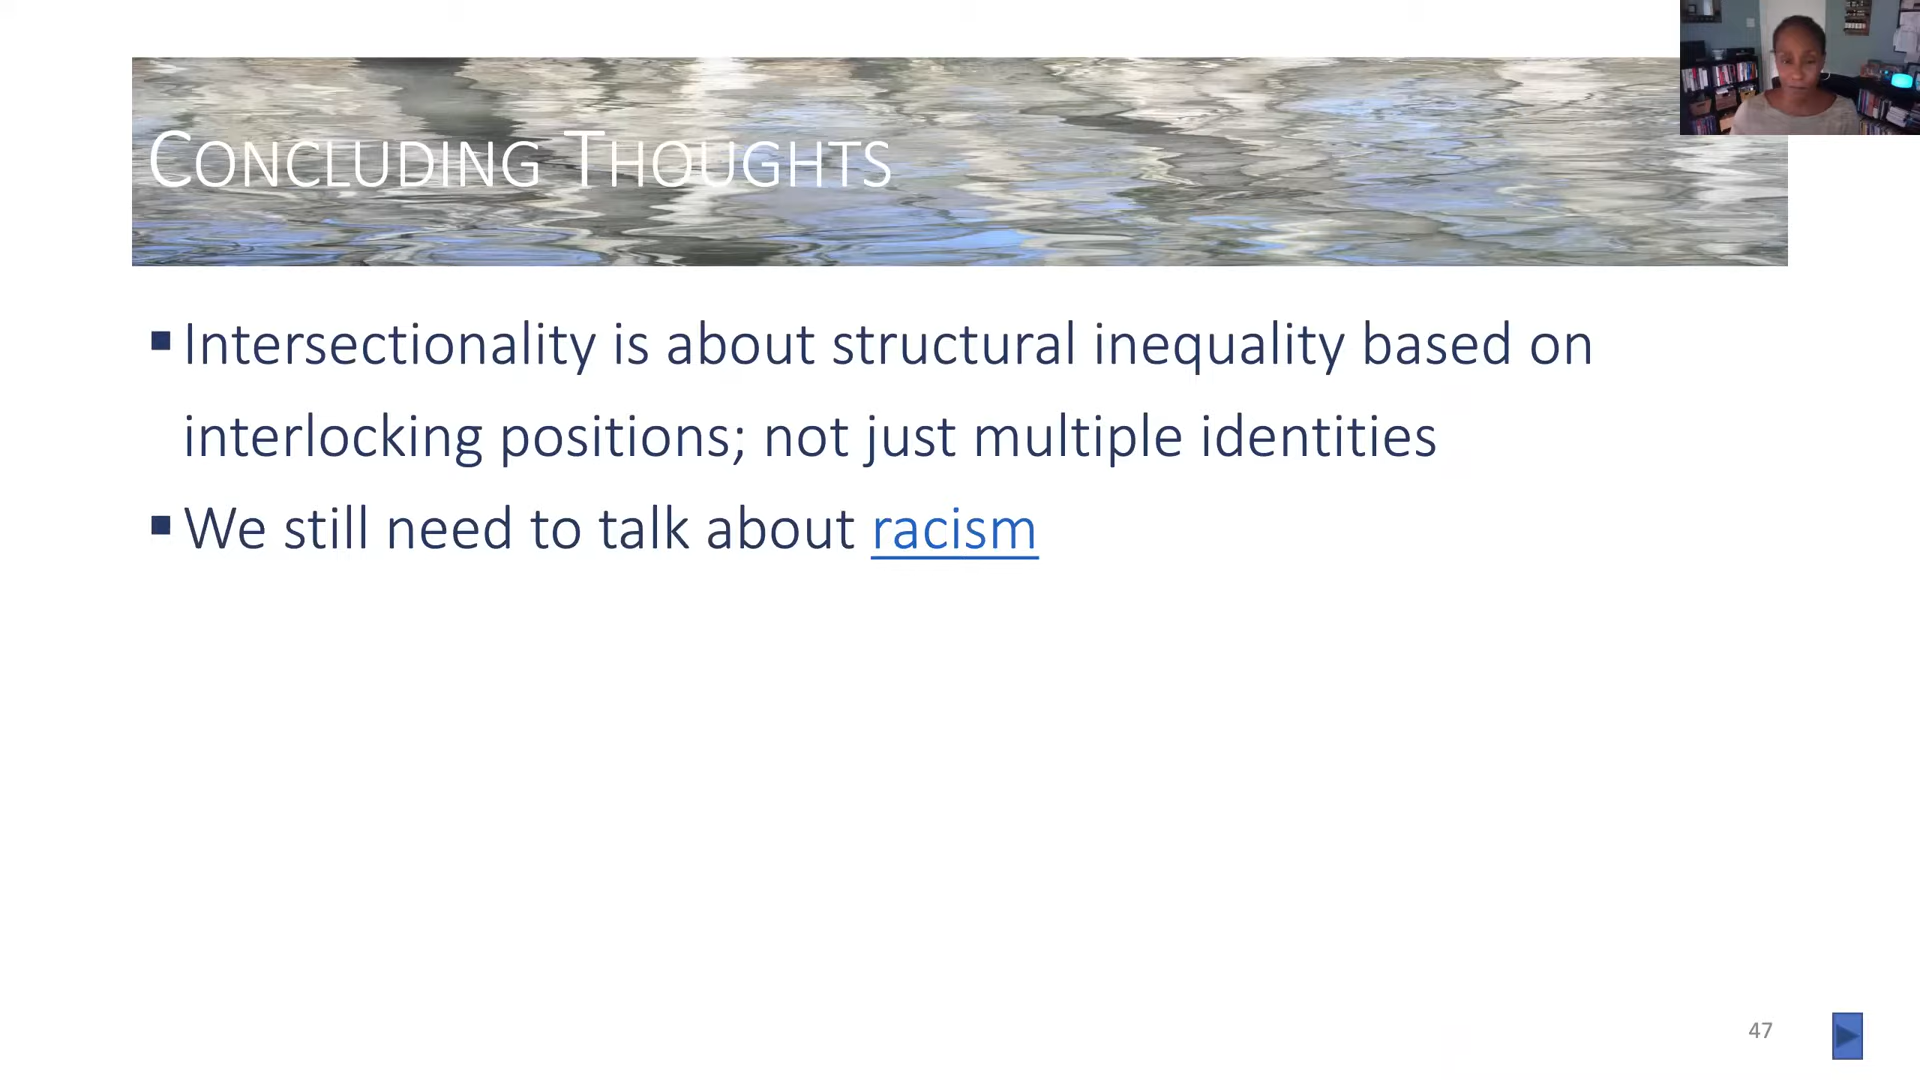 CONCLUDING THOUGHTS
▪ Intersectionality is about structural inequality based on
interlocking positions; not just multiple identities
▪ We still need to talk about racism
47